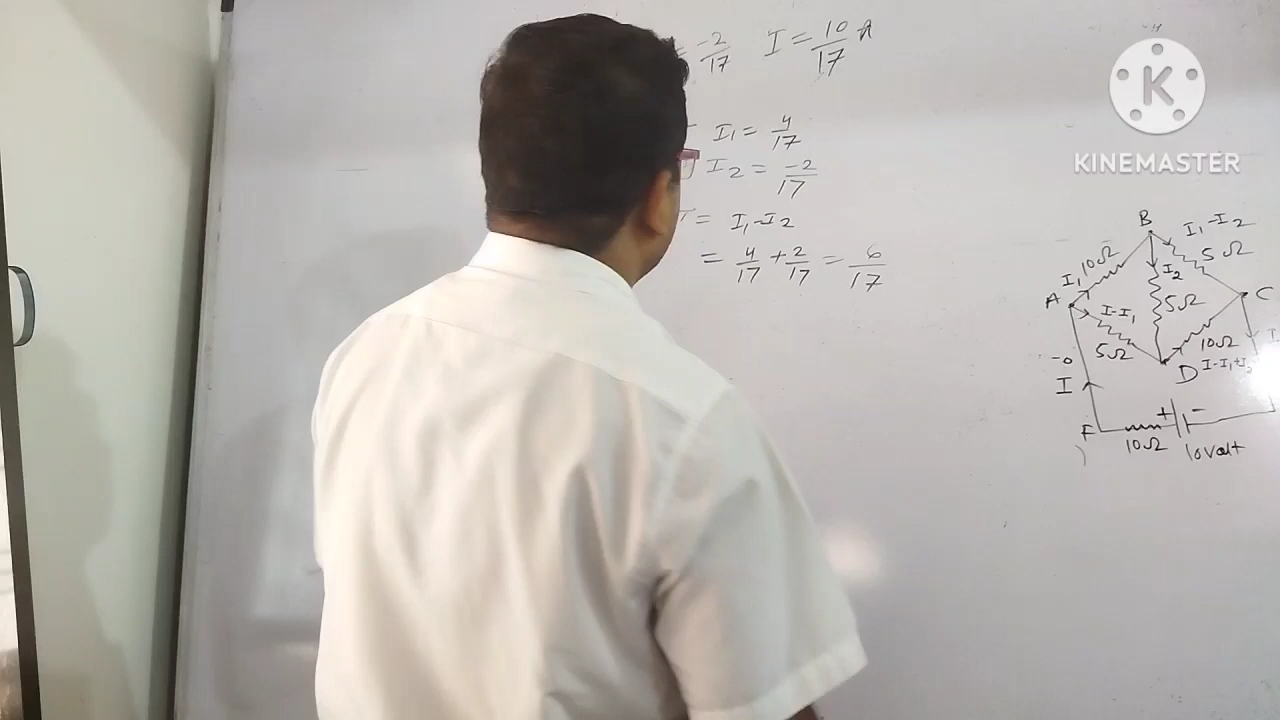 = -2/17 I = 10/17 A
I1 = 4/17
I2 = -2/17
= I1-I2
= 4/17 + 2/17 = 6/17
K
KINEMASTER
B
I1-I2
I1 10Ω
5Ω
I2
A
I-I1
5Ω
C
5Ω
10Ω
D I-I1+I2
I
F
+ -
10Ω 10Volt